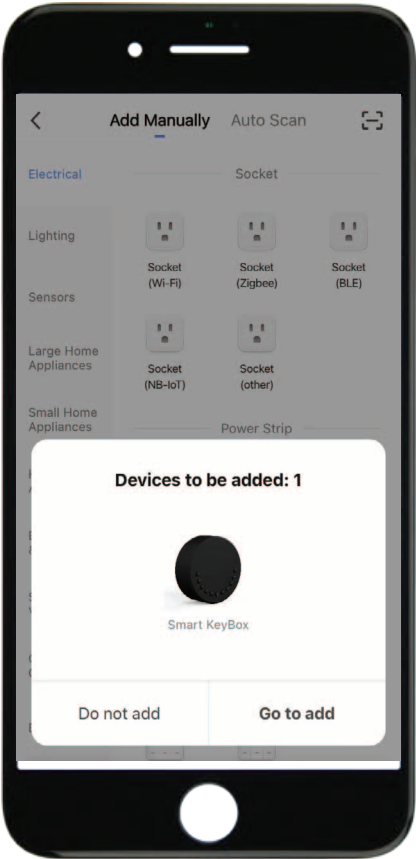 Add Manually Auto Scan
Electrical
Socket
Lighting
Socket
(Wi-Fi)
Socket
(Zigbee)
Socket
(BLE)
Sensors
Large Home
Appliances
Socket
(NB-IoT)
Socket
(other)
Small Home
Appliances
Power Strip
Devices to be added: 1
Smart KeyBox
Do not add
Go to add